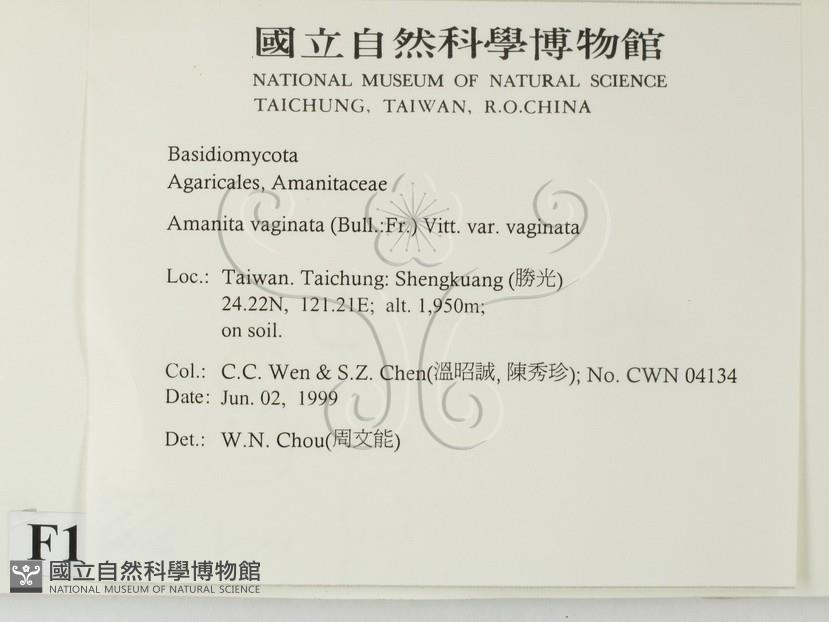 國立自然科學博物館
NATIONAL MUSEUM OF NATURAL SCIENCE
TAICHUNG, TAIWAN, R.O.CHINA
Basidiomycota
Agaricales, Amanitaceae
Amanita vaginata (Bull.:Fr.) Vitt. var. vaginata
Loc.: Taiwan. Taichung: Shengkuang (勝光)
24.22N, 121.21E; alt. 1,950m;
on soil.
Col.: C.C. Wen & S.Z. Chen(溫昭誠, 陳秀珍); No. CWN 04134
Date: Jun. 02, 1999
Det.: W.N. Chou(周文能)
F1
國立自然科學博物館
NATIONAL MUSEUM OF NATURAL SCIENCE